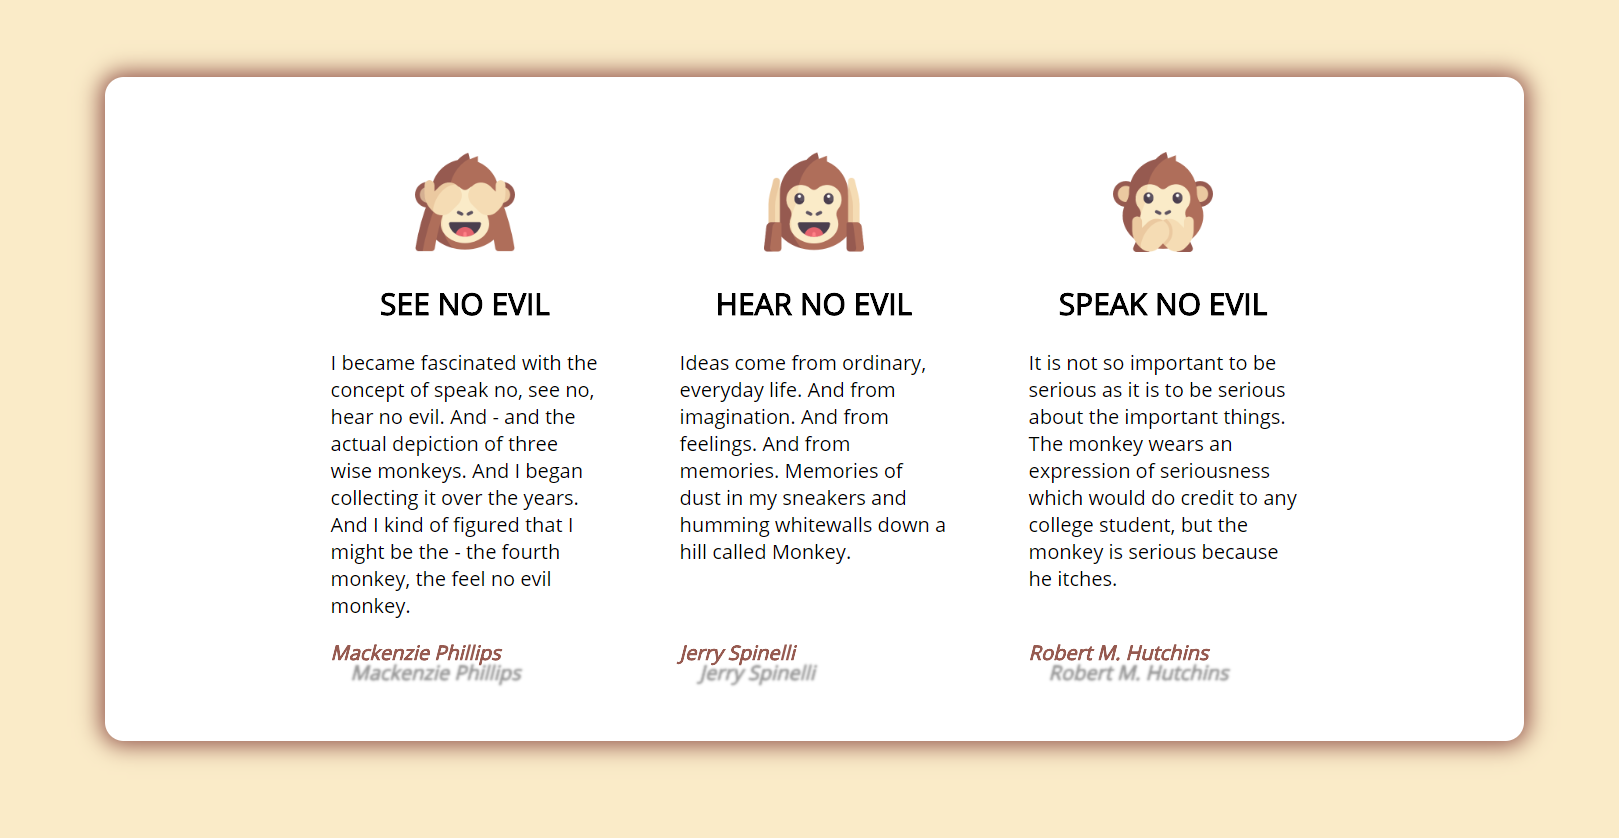 SEE NO EVIL
I became fascinated with the
concept of speak no, see no,
hear no evil. And - and the
actual depiction of three
wise monkeys. And I began
collecting it over the years.
And I kind of figured that I
might be the - the fourth
monkey, the feel no evil
monkey.
Mackenzie Phillips
HEAR NO EVIL
Ideas come from ordinary,
everyday life. And from
imagination. And from
feelings. And from
memories. Memories of
dust in my sneakers and
humming whitewalls down a
hill called Monkey.
Jerry Spinelli
SPEAK NO EVIL
It is not so important to be
serious as it is to be serious
about the important things.
The monkey wears an
expression of seriousness
which would do credit to any
college student, but the
monkey is serious because
he itches.
Robert M. Hutchins